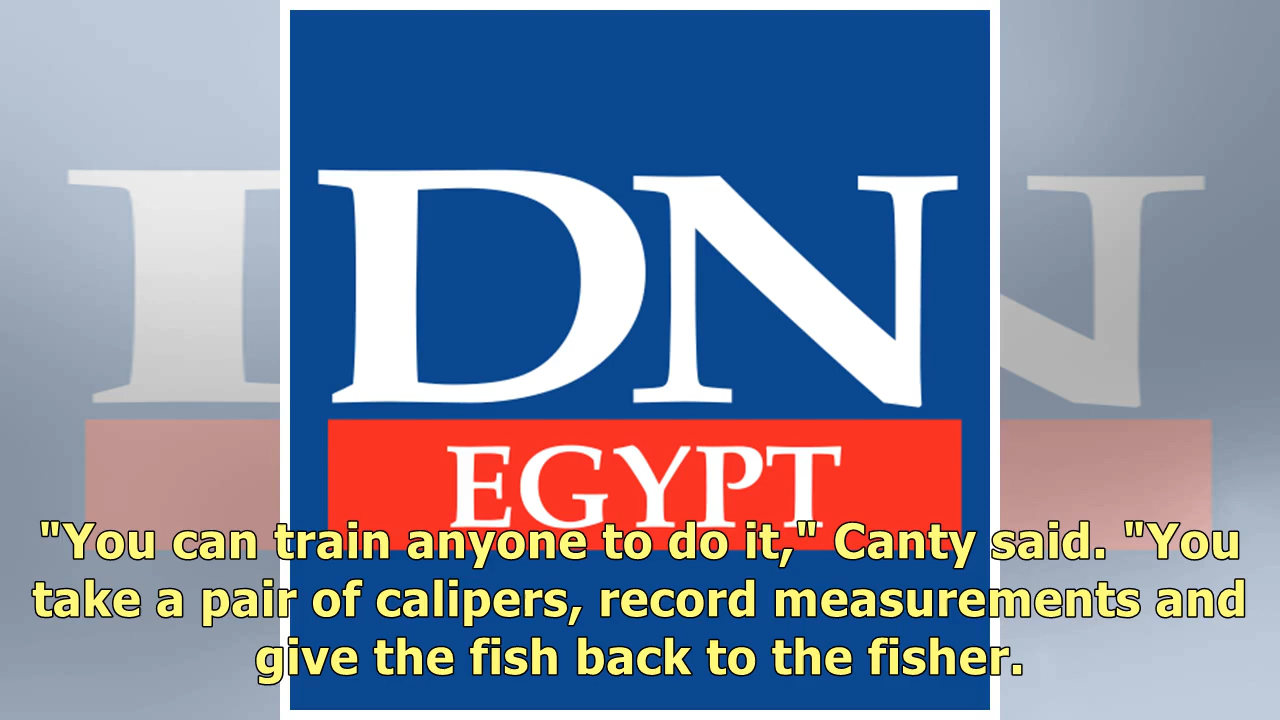 DN
EGYPT
"You can train anyone to do it," Canty said. "You
take a pair of calipers, record measurements and
give the fish back to the fisher.